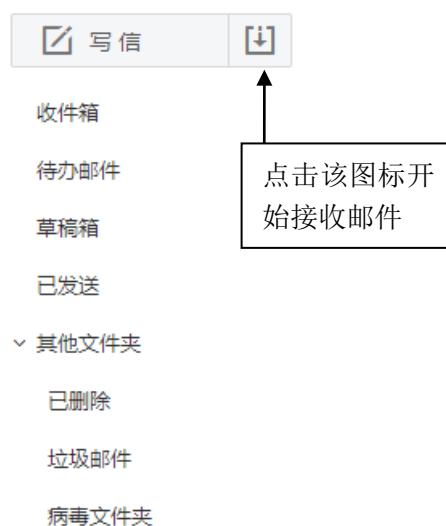 写信
收件箱
待办邮件
点击该图标开
始接收邮件
草稿箱
已发送
其他文件夹
已删除
垃圾邮件
病毒文件夹